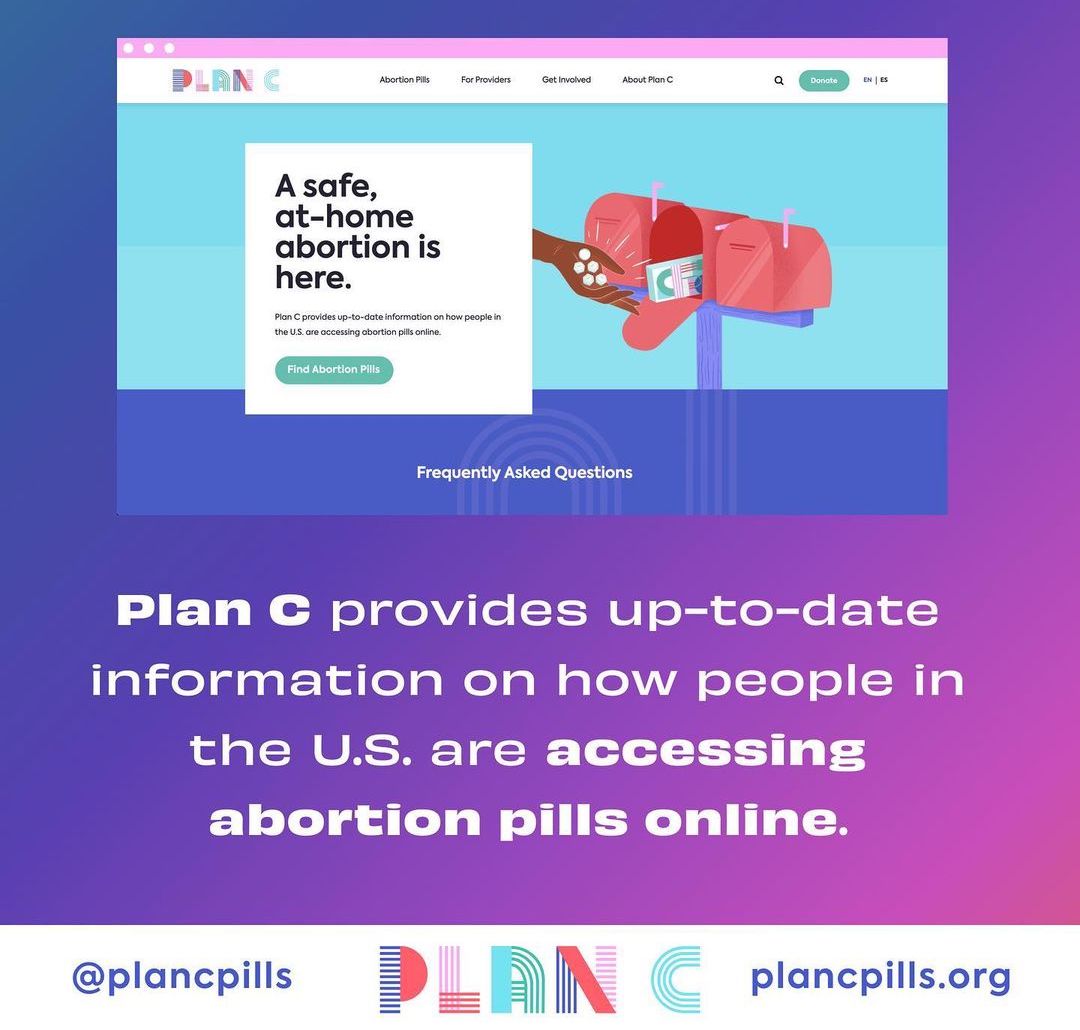 PLAN C
Abortion Pills
For Providers
Get Involved
About Plan C
Donate
EN | ES
A safe,
at-home
abortion is
here.
Plan C provides up-to-date information on how people in
the U.S. are accessing abortion pills online.
Find Abortion Pills
Frequently Asked Questions
Plan C provides up-to-date
information on how people in
the U.S. are accessing
abortion pills online.
@plancpills
PLAN C
plancpills.org